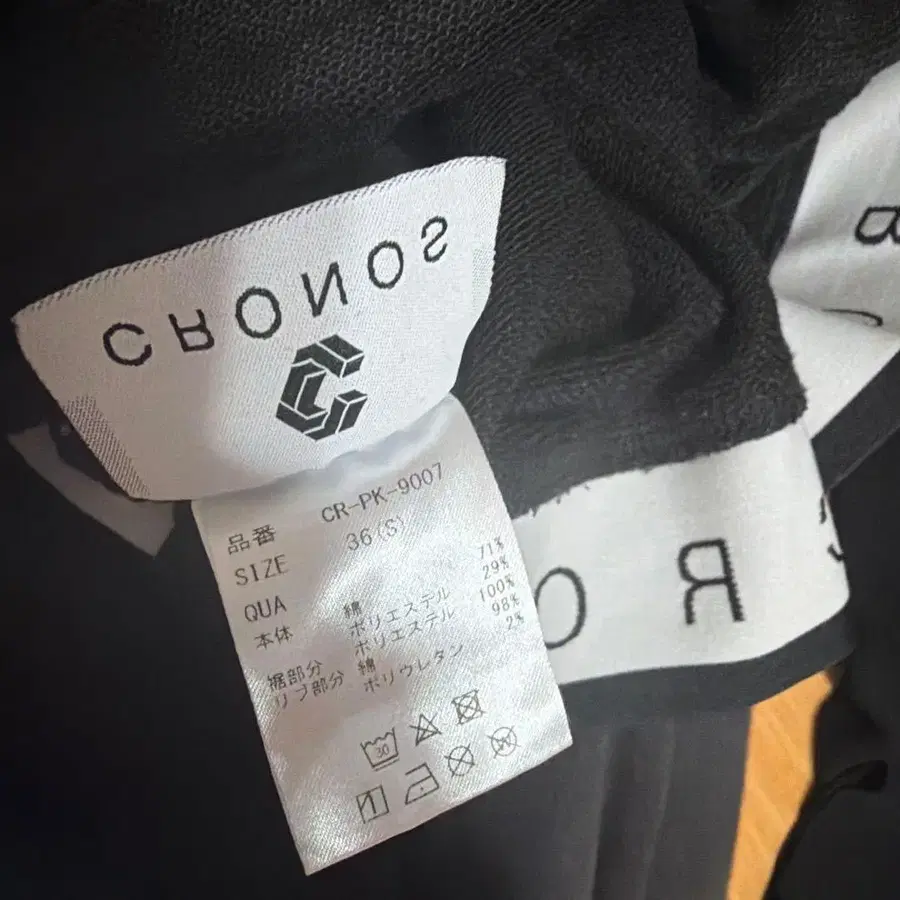 CRONOS
品番 CR-PK-9007
SIZE 36(S)
QUA
本体 綿 71%
ポリエステル 29%
裾部分 ポリエステル 100%
リブ部分 綿 98%
ポリウレタン 2%
30
O R